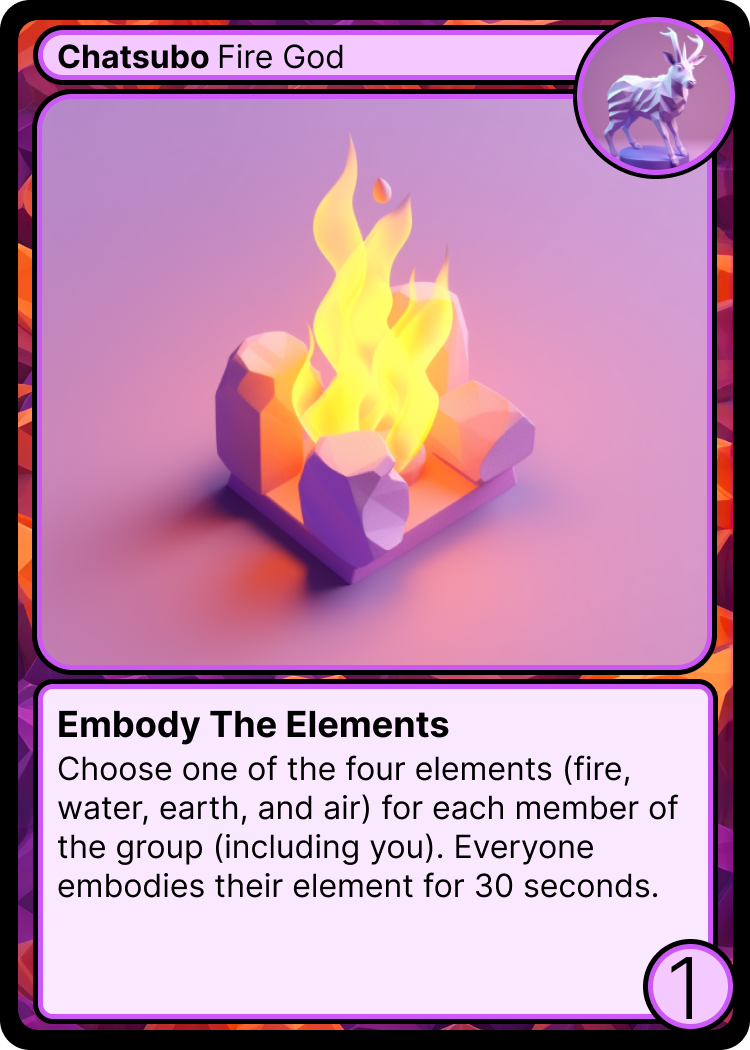 Chatsubo Fire God
Embody The Elements
Choose one of the four elements (fire,
water, earth, and air) for each member of
the group (including you). Everyone
embodies their element for 30 seconds.
1